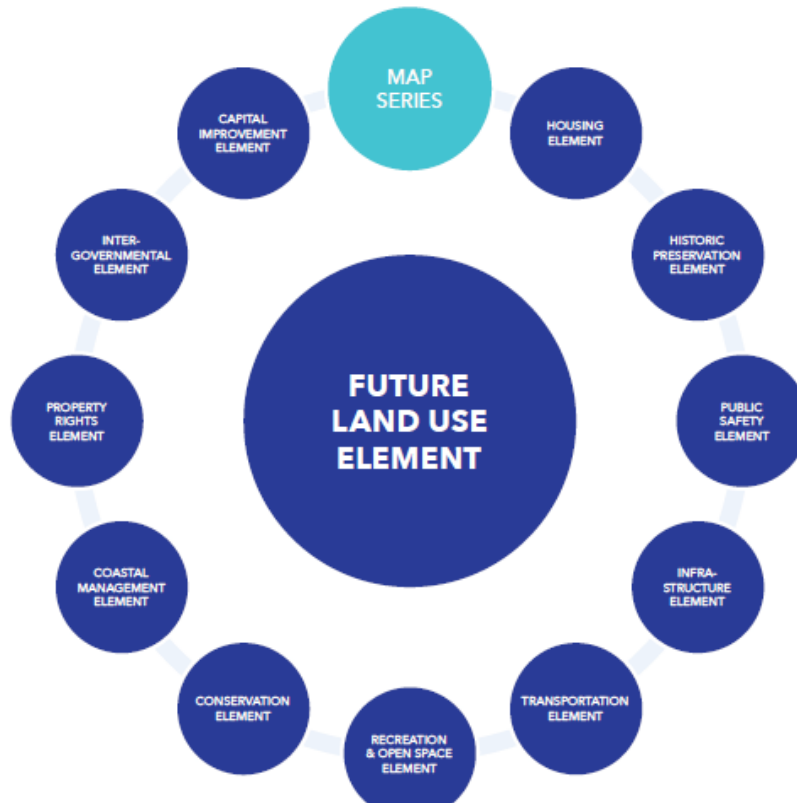 MAP
SERIES
HOUSING
ELEMENT
HISTORIC
PRESERVATION
ELEMENT
PUBLIC
SAFETY
ELEMENT
INFRA-
STRUCTURE
ELEMENT
TRANSPORTATION
ELEMENT
RECREATION
& OPEN SPACE
ELEMENT
CONSERVATION
ELEMENT
COASTAL
MANAGEMENT
ELEMENT
PROPERTY
RIGHTS
ELEMENT
INTER-
GOVERNMENTAL
ELEMENT
CAPITAL
IMPROVEMENT
ELEMENT
FUTURE
LAND USE
ELEMENT